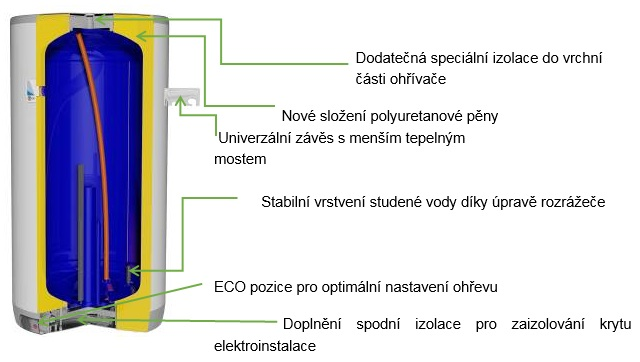 Dodatečná speciální izolace do vrchní
části ohřívače
Nové složení polyuretanové pěny
Univerzální závěs s menším tepelným
mostem
Stabilní vrstvení studené vody díky úpravě rozrážeče
ECO pozice pro optimální nastavení ohřevu
Doplnění spodní izolace pro zaizolování krytu
elektroinstalace